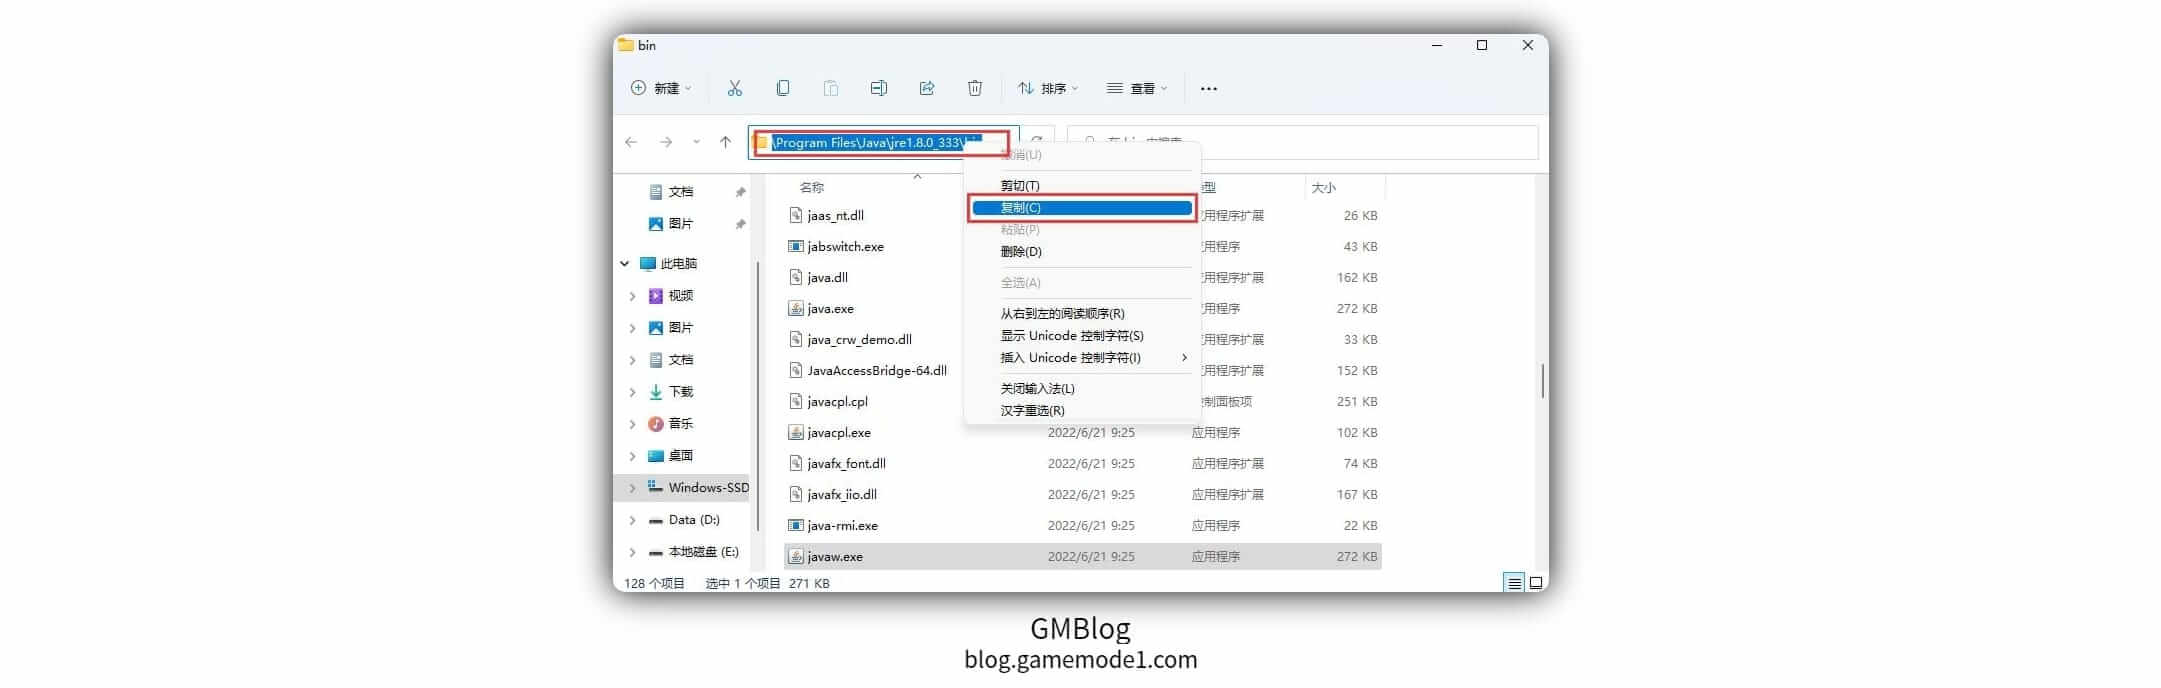 bin
新建
排序
查看
\Program Files\Java\jre1.8.0_333\
撤消(U)
剪切(T)
复制(C)
粘贴(P)
删除(D)
全选(A)
从右到左的阅读顺序(R)
显示 Unicode 控制字符(S)
插入 Unicode 控制字符(I)
关闭输入法(L)
汉字重选(R)
文档
图片
此电脑
视频
图片
文档
下载
音乐
桌面
Windows-SSD
Data (D:)
本地磁盘 (E:)
名称 型 大小
jaas_nt.dll 应用程序扩展 26 KB
jabswitch.exe 应用程序 43 KB
java.dll 应用程序扩展 162 KB
java.exe 应用程序 272 KB
java_crw_demo.dll 应用程序扩展 33 KB
JavaAccessBridge-64.dll 应用程序扩展 152 KB
javacpl.cpl 控制面板项 251 KB
javacpl.exe 2022/6/21 9:25 应用程序 102 KB
javafx_font.dll 2022/6/21 9:25 应用程序扩展 74 KB
javafx_iio.dll 2022/6/21 9:25 应用程序扩展 167 KB
java-rmi.exe 2022/6/21 9:25 应用程序 22 KB
javaw.exe 2022/6/21 9:25 应用程序 272 KB
128 个项目 选中 1 个项目 271 KB
GMBlog
blog.gamemode1.com